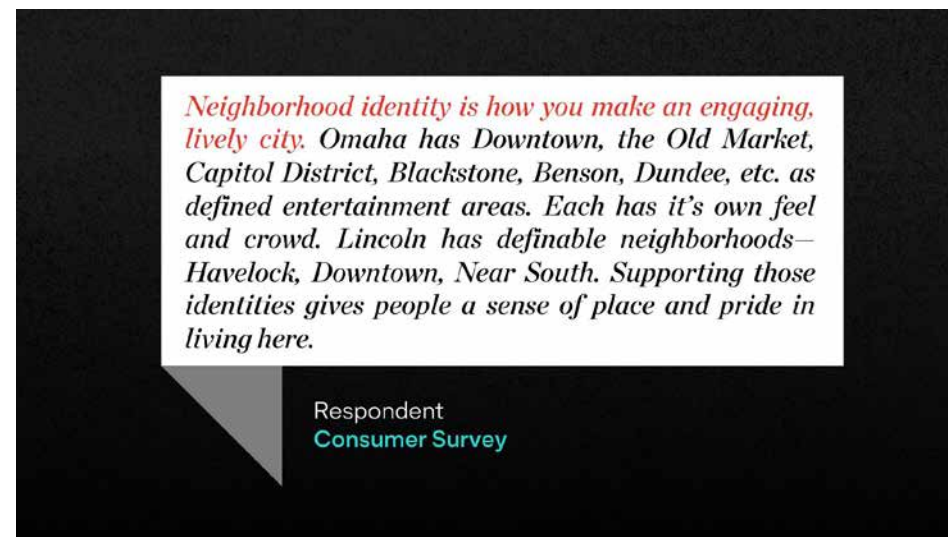 Neighborhood identity is how you make an engaging,
lively city. Omaha has Downtown, the Old Market,
Capitol District, Blackstone, Benson, Dundee, etc. as
defined entertainment areas. Each has it's own feel
and crowd. Lincoln has definable neighborhoods—
Havelock, Downtown, Near South. Supporting those
identities gives people a sense of place and pride in
living here.
Respondent
Consumer Survey